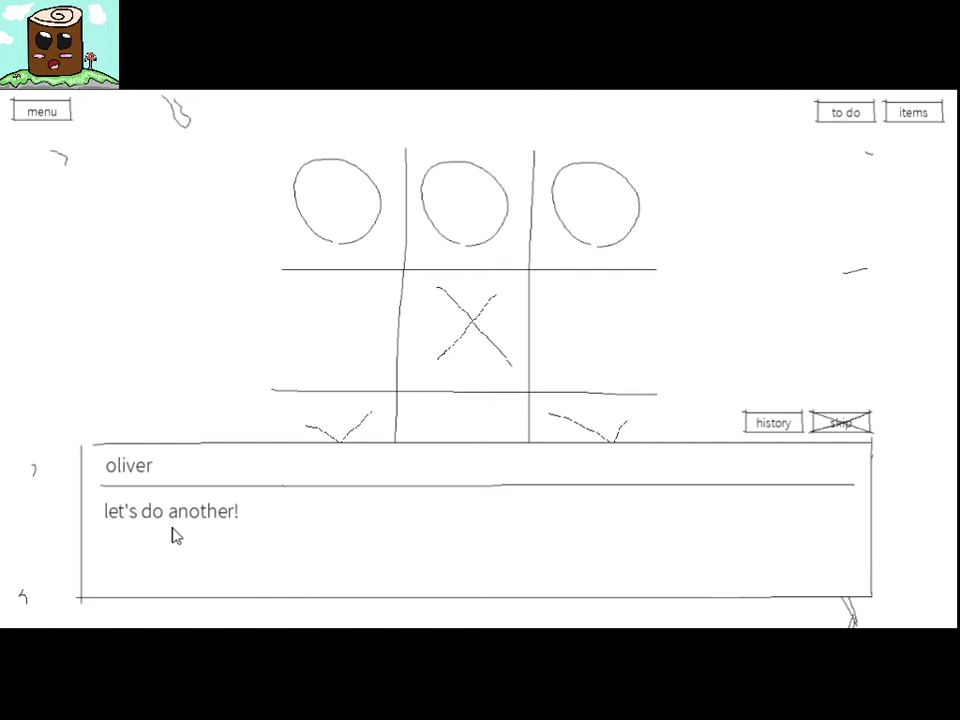 menu
to do
items
history
skip
oliver
let's do another!